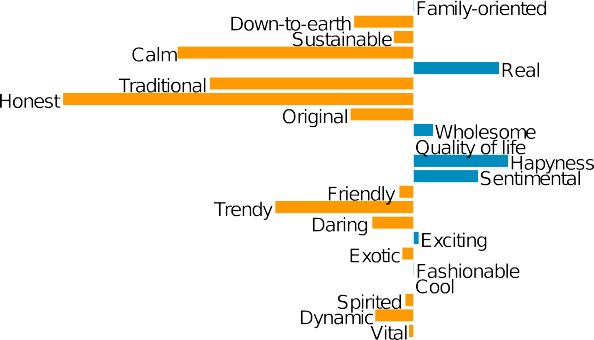 Family-oriented
Down-to-earth
Sustainable
Calm
Real
Traditional
Honest
Original
Wholesome
Quality of life
Hapyness
Sentimental
Friendly
Trendy
Daring
Exciting
Exotic
Fashionable
Cool
Spirited
Dynamic
Vital